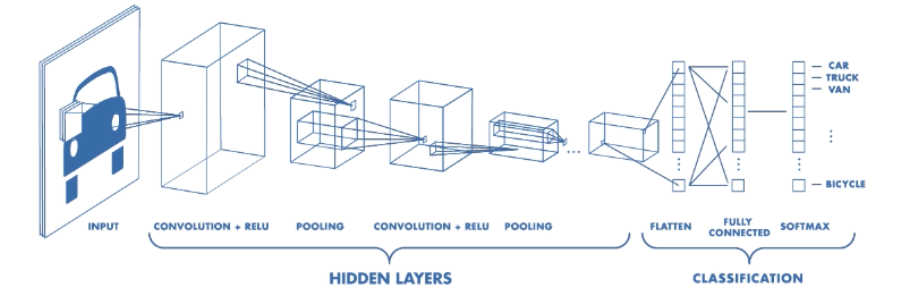 CAR
TRUCK
VAN
BICYCLE
INPUT
CONVOLUTION + RELU
POOLING
CONVOLUTION + RELU
POOLING
FLATTEN
FULLY
CONNECTED
SOFTMAX
HIDDEN LAYERS
CLASSIFICATION